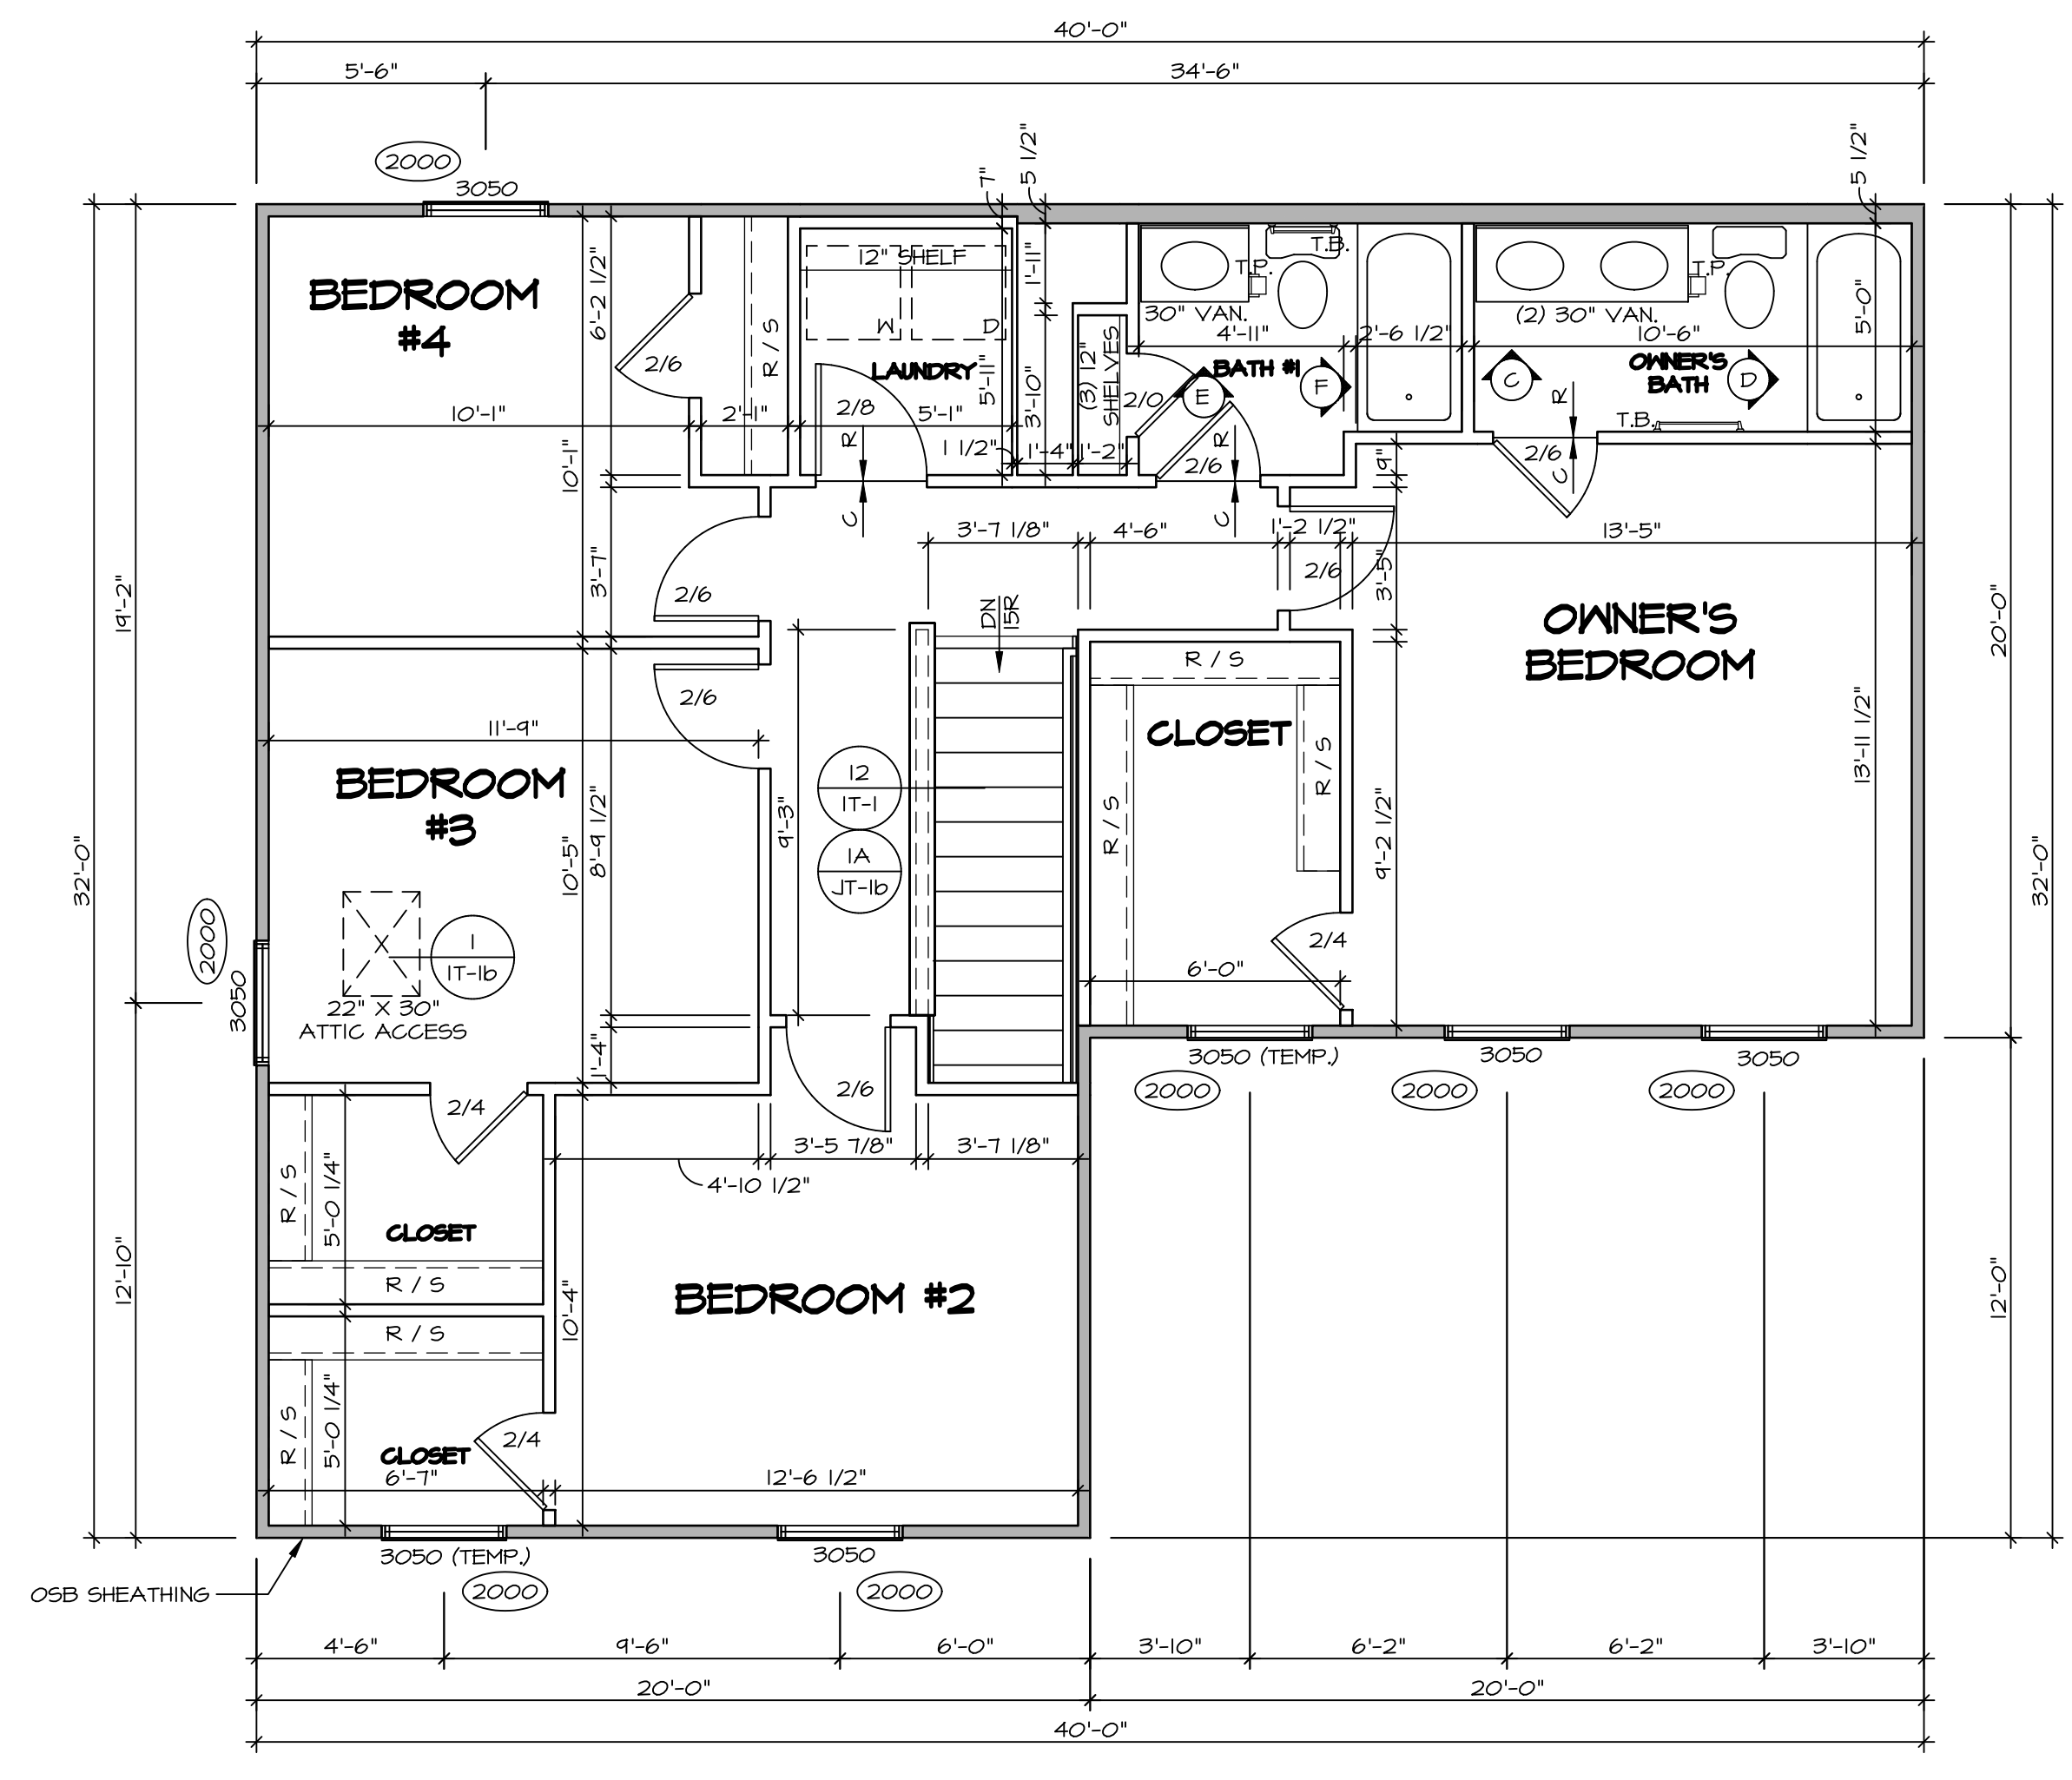 40'-0"
5'-6"
34'-6"
2000
3050
7"
5 1/2"
5 1/2"
BEDROOM
#4
6'-2 1/2"
R / S
12" SHELF
W
D
LAUNDRY
5'-11"
1'-11"
3'-10"
(3) 12"
SHELVES
T.B.
T.P.
30" VAN.
4'-11"
2'-6 1/2"
BATH #1
E
F
T.P.
(2) 30" VAN.
10'-6"
5'-0"
OWNER'S
BATH
C
D
T.B.
2/6
2/8
2/0
10'-1"
2'-1"
5'-1"
R
C
1 1/2"
1'-4"
1'-2"
2/6
R
C
19"
2/6
R
C
10'-1"
3'-7"
2/6
3'-7 1/8"
4'-6"
1'-2 1/2"
13'-5"
2/6
3'-5"
19'-2"
20'-0"
DN
15R
OWNER'S
BEDROOM
R / S
2/6
11'-9"
CLOSET
BEDROOM
#3
12
1T-1
1A
JT-1b
9'-3"
10'-5"
8'-9 1/2"
R / S
R / S
9'-2 1/2"
13'-11 1/2"
32'-0"
32'-0"
2000
3050
1
1T-1b
22" X 30"
ATTIC ACCESS
2/4
6'-0"
1'-4"
3050 (TEMP.)
3050
3050
2000
2000
2000
2/4
2/6
3'-5 7/8"
3'-7 1/8"
4'-10 1/2"
R / S
5'-0 1/4"
CLOSET
R / S
12'-10"
12'-0"
BEDROOM #2
10'-4"
R / S
R / S
5'-0 1/4"
CLOSET
2/4
6'-7"
12'-6 1/2"
3050 (TEMP.)
3050
2000
2000
OSB SHEATHING
4'-6"
9'-6"
6'-0"
3'-10"
6'-2"
6'-2"
3'-10"
20'-0"
20'-0"
40'-0"